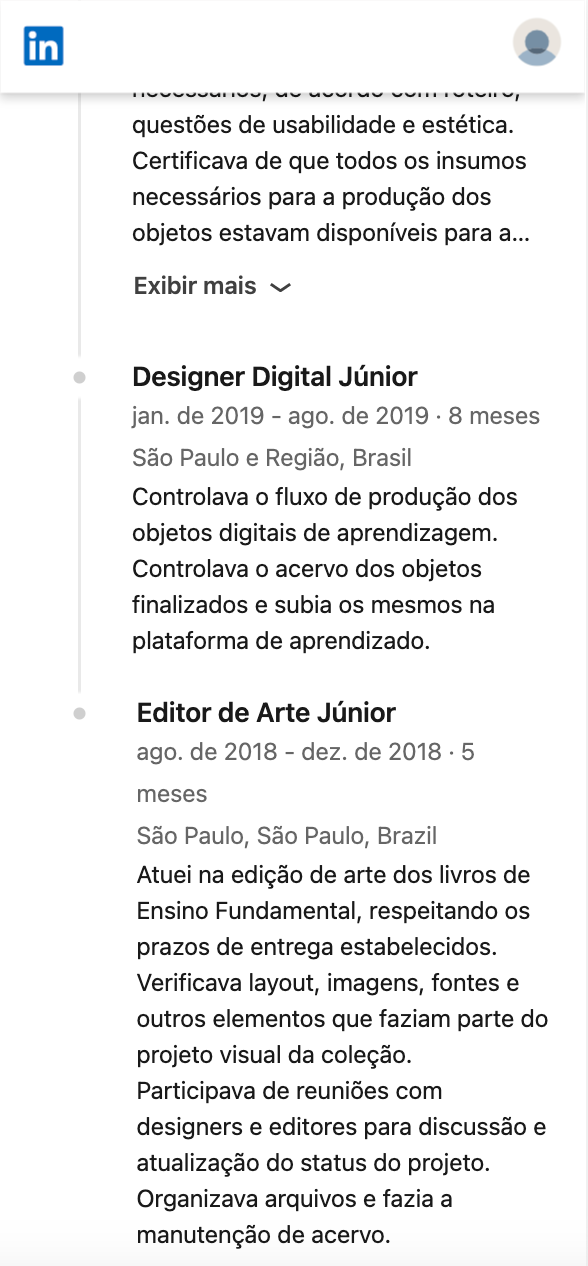 in
necessários, de acordo com roteiro,
questões de usabilidade e estética.
Certificava de que todos os insumos
necessários para a produção dos
objetos estavam disponíveis para a...
Exibir mais
Designer Digital Júnior
jan. de 2019 - ago. de 2019 · 8 meses
São Paulo e Região, Brasil
Controlava o fluxo de produção dos
objetos digitais de aprendizagem.
Controlava o acervo dos objetos
finalizados e subia os mesmos na
plataforma de aprendizado.
Editor de Arte Júnior
ago. de 2018 - dez. de 2018 · 5
meses
São Paulo, São Paulo, Brazil
Atuei na edição de arte dos livros de
Ensino Fundamental, respeitando os
prazos de entrega estabelecidos.
Verificava layout, imagens, fontes e
outros elementos que faziam parte do
projeto visual da coleção.
Participava de reuniões com
designers e editores para discussão e
atualização do status do projeto.
Organizava arquivos e fazia a
manutenção de acervo.